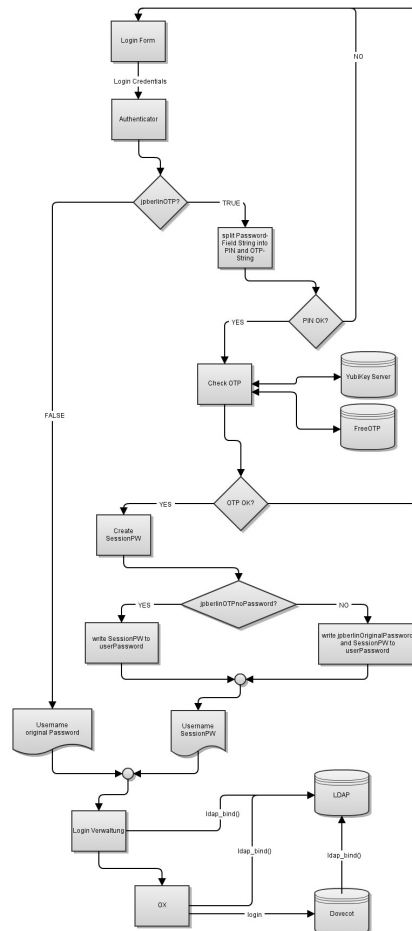 Login Form
NO
Login Credentials
Authenticator
jpberlinOTP?
TRUE
split Password-
Field String into
PIN and OTP-
String
PIN OK?
YES
Check OTP
YubiKey Server
FreeOTP
FALSE
OTP OK?
YES
Create
SessionPW
jpberlinOTPnoPassword?
YES
NO
write SessionPW to
userPassword
write jpberlinOriginalPassword
and SessionPW to
userPassword
Username
original Password
Username
SessionPW
LDAP
Login Verwaltung
ldap_bind()
ldap_bind()
ldap_bind()
OX
login
Dovecot